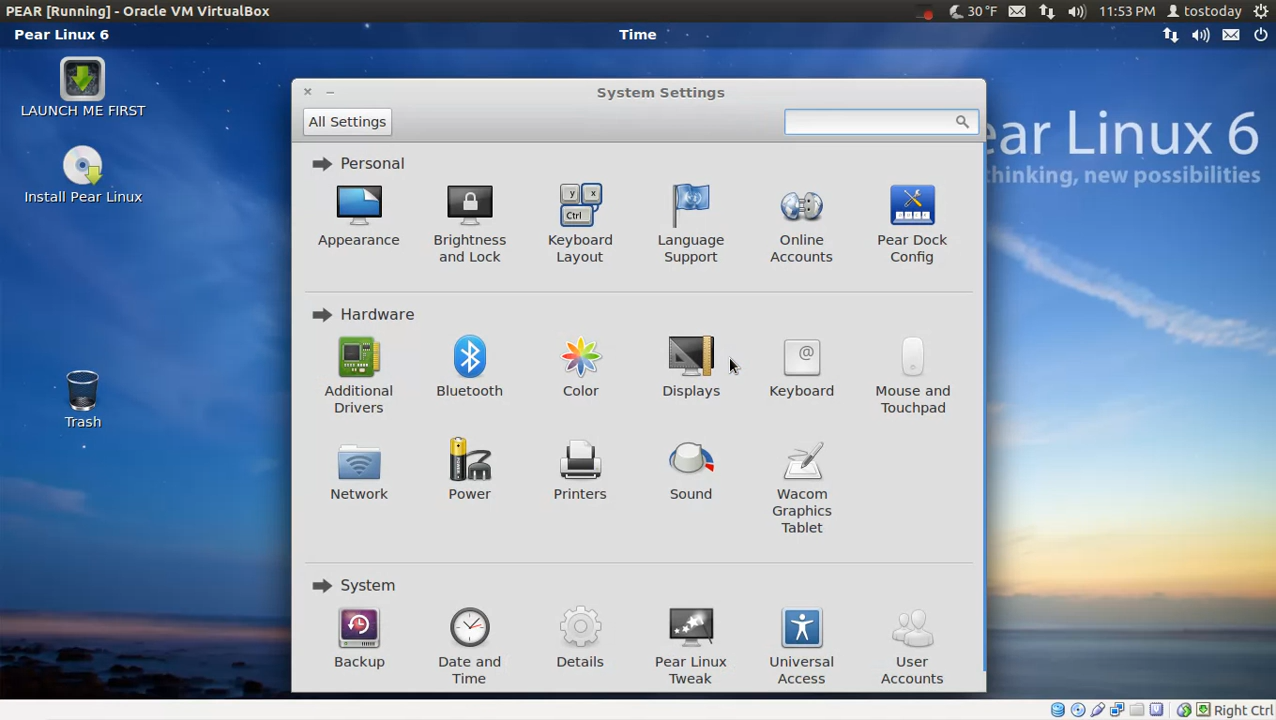 PEAR [Running] - Oracle VM VirtualBox
30 °F
11:53 PM
tostoday
Pear Linux 6
Time
LAUNCH ME FIRST
Install Pear Linux
Trash
ear Linux 6
thinking, new possibilities
System Settings
All Settings
Personal
Appearance
Brightness
and Lock
y x
Ctrl
Keyboard
Layout
Language
Support
Online
Accounts
Pear Dock
Config
Hardware
Additional
Drivers
Bluetooth
Color
Displays
@
Keyboard
Mouse and
Touchpad
Network
Power
Printers
Sound
Wacom
Graphics
Tablet
System
Backup
Date and
Time
Details
Pear Linux
Tweak
Universal
Access
User
Accounts
Right Ctrl